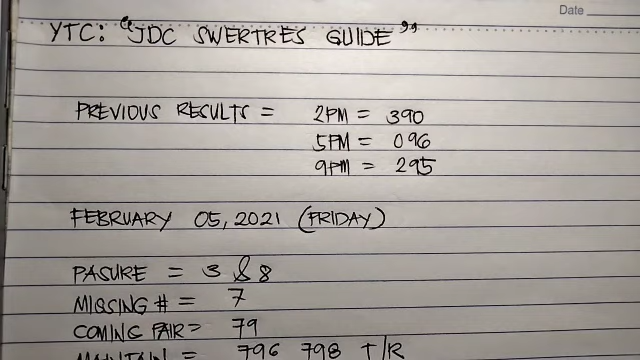 Date
YTC: "JDC SWERTRES GUIDE"
PREVIOUS RESULTS = 2PM = 390
5PM = 096
9PM = 295
FEBRUARY 05, 2021 (FRIDAY)
PASURE = 3 & 8
MISSING # = 7
COMING PAIR = 79
MAINTAIN = 796 798 T/R